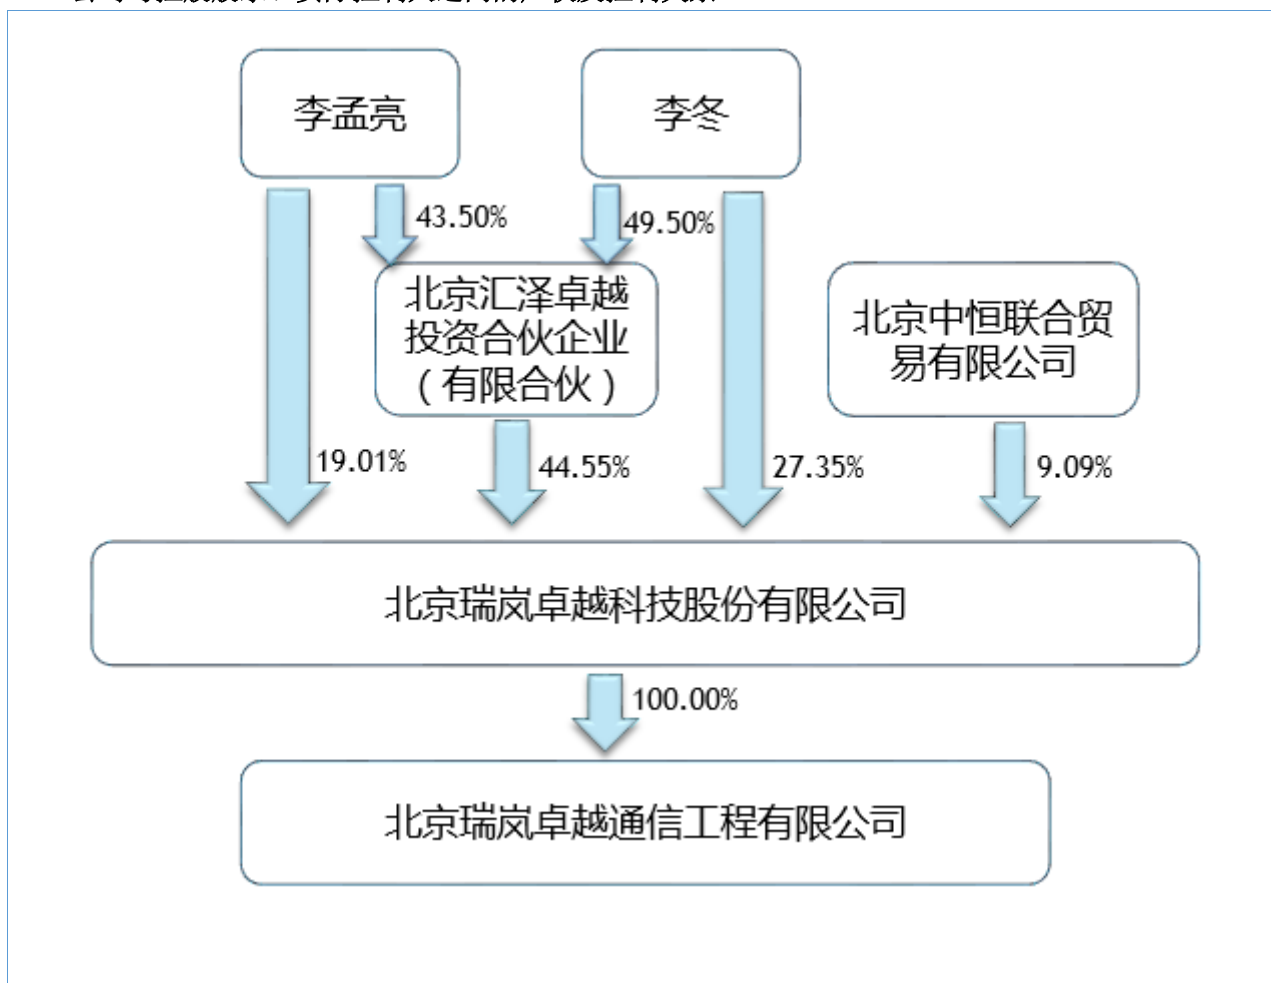 李孟亮
李冬
43.50%
49.50%
北京汇泽卓越
投资合伙企业
（有限合伙）
北京中恒联合贸
易有限公司
19.01%
44.55%
27.35%
9.09%
北京瑞岚卓越科技股份有限公司
100.00%
北京瑞岚卓越通信工程有限公司